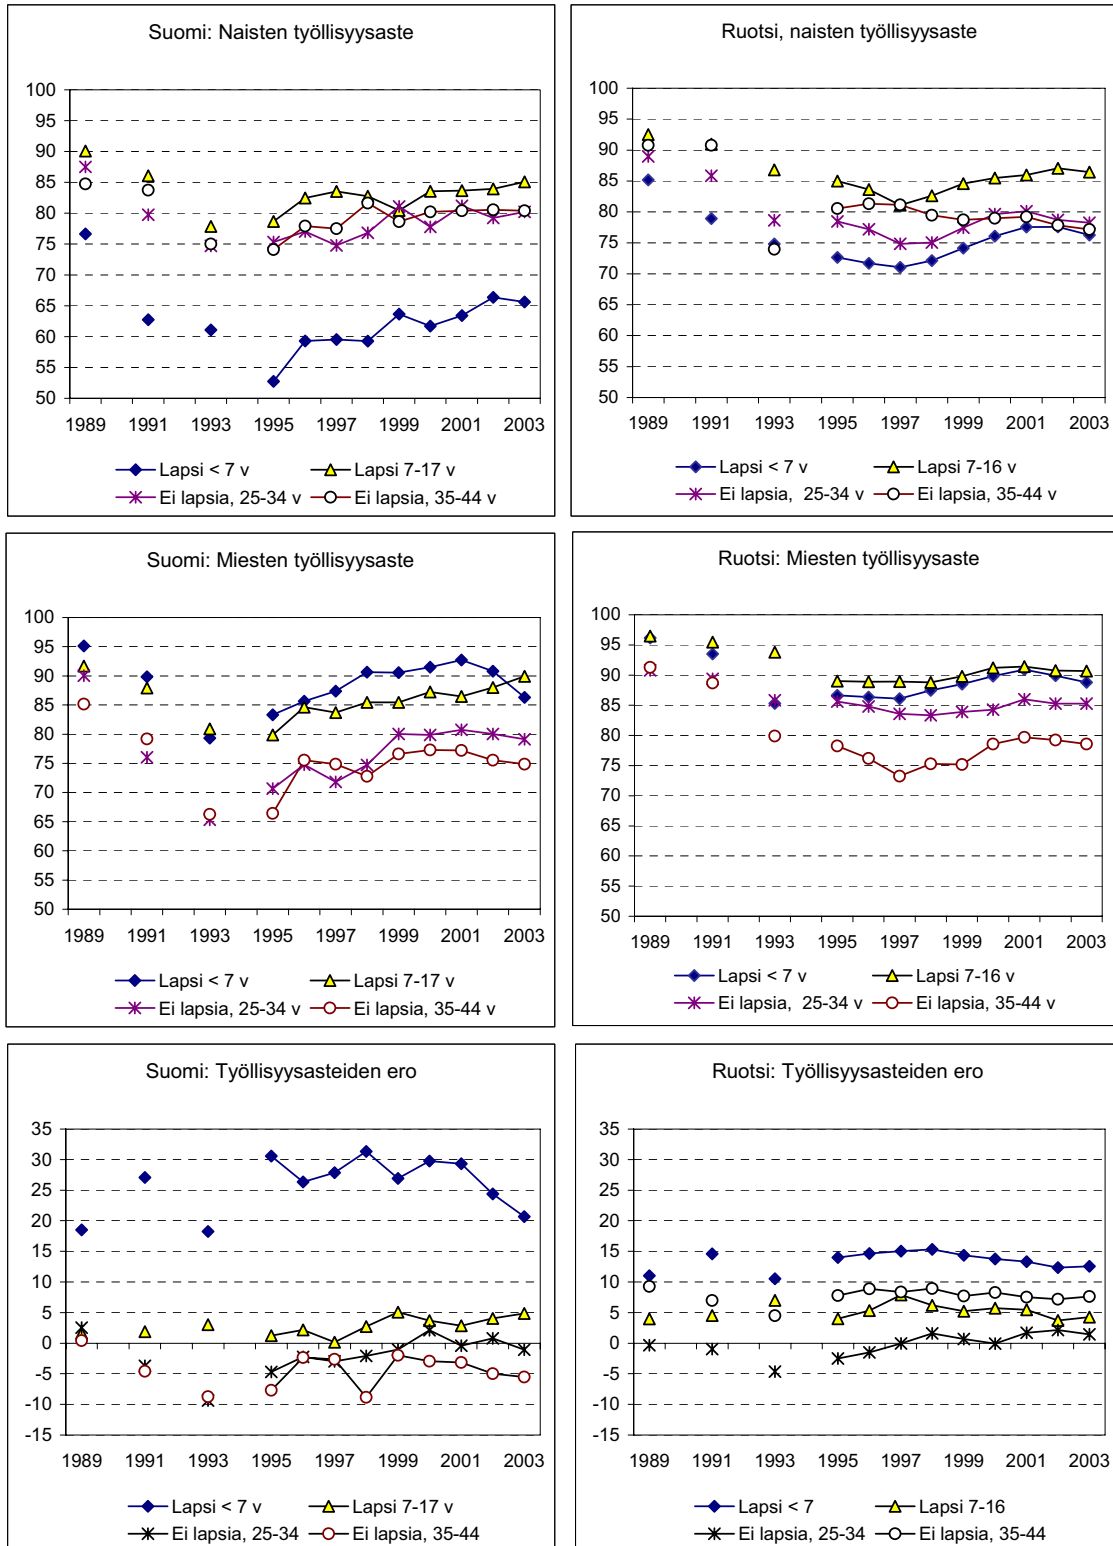 Suomi: Naisten työllisyysaste
100
95
90
85
80
75
70
65
60
55
50
1989 1991 1993 1995 1997 1999 2001 2003
Lapsi < 7 v Lapsi 7-17 v
Ei lapsia, 25-34 v Ei lapsia, 35-44 v
Ruotsi, naisten työllisyysaste
100
95
90
85
80
75
70
65
60
55
50
1989 1991 1993 1995 1997 1999 2001 2003
Lapsi < 7 v Lapsi 7-16 v
Ei lapsia, 25-34 v Ei lapsia, 35-44 v
Suomi: Miesten työllisyysaste
100
95
90
85
80
75
70
65
60
55
50
1989 1991 1993 1995 1997 1999 2001 2003
Lapsi < 7 v Lapsi 7-17 v
Ei lapsia, 25-34 v Ei lapsia, 35-44 v
Ruotsi: Miesten työllisyysaste
100
95
90
85
80
75
70
65
60
55
50
1989 1991 1993 1995 1997 1999 2001 2003
Lapsi < 7 v Lapsi 7-16 v
Ei lapsia, 25-34 v Ei lapsia, 35-44 v
Suomi: Työllisyysasteiden ero
35
30
25
20
15
10
5
0
-5
-10
-15
1989 1991 1993 1995 1997 1999 2001 2003
Lapsi < 7 v Lapsi 7-17 v
Ei lapsia, 25-34 Ei lapsia, 35-44
Ruotsi: Työllisyysasteiden ero
35
30
25
20
15
10
5
0
-5
-10
-15
1989 1991 1993 1995 1997 1999 2001 2003
Lapsi < 7 Lapsi 7-16
Ei lapsia, 25-34 Ei lapsia, 35-44